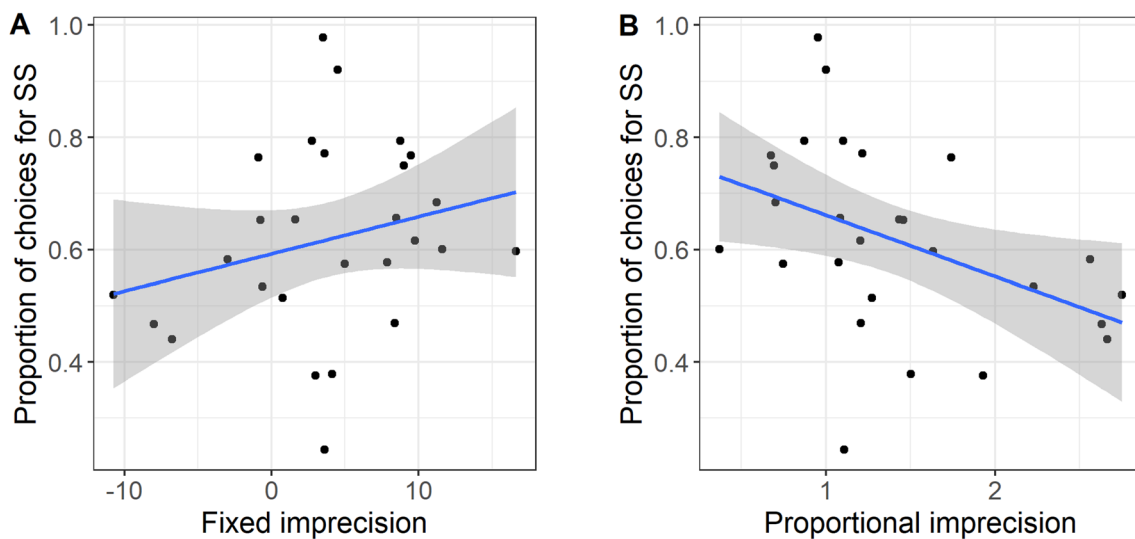 A
1.0
0.8
0.6
0.4
Proportion of choices for SS
-10
0
10
Fixed imprecision
B
1.0
0.8
0.6
0.4
Proportion of choices for SS
1
2
Proportional imprecision